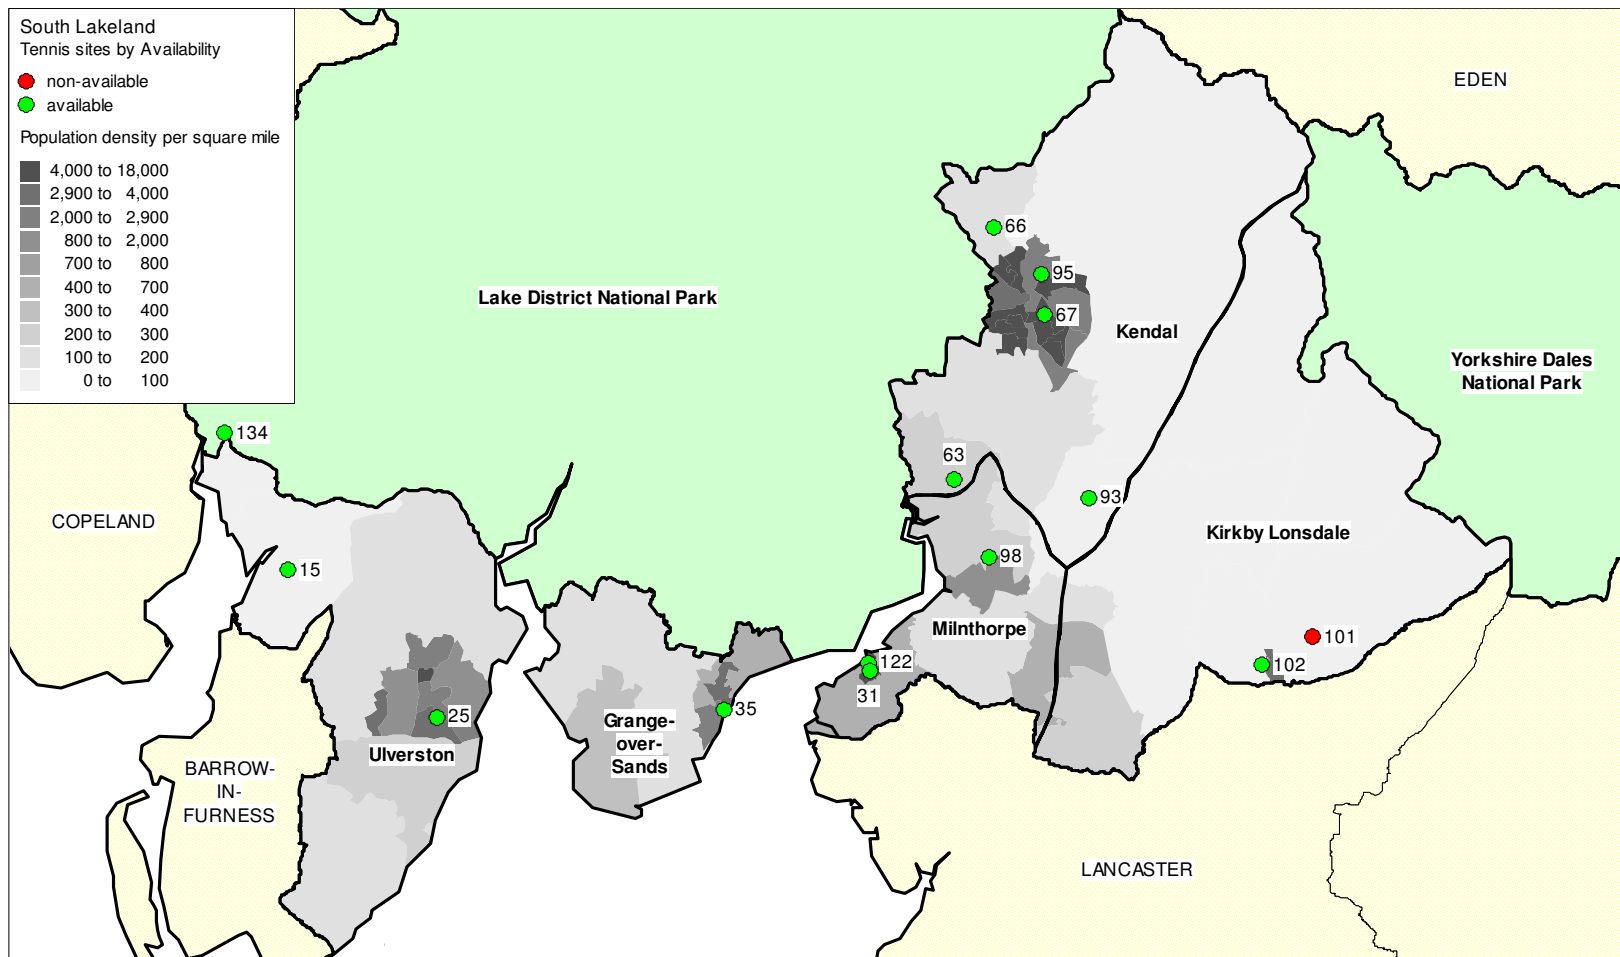 South Lakeland
Tennis sites by Availability
non-available
available
Population density per square mile
4,000 to 18,000
2,900 to 4,000
2,000 to 2,900
800 to 2,000
700 to 800
400 to 700
300 to 400
200 to 300
100 to 200
0 to 100
EDEN
66
95
67
Kendal
Lake District National Park
Yorkshire Dales
National Park
134
63
93
COPELAND
Kirkby Lonsdale
98
15
Milnthorpe
101
102
122
31
35
25
Grange-
over-
Sands
Ulverston
BARROW-
IN-
FURNESS
LANCASTER